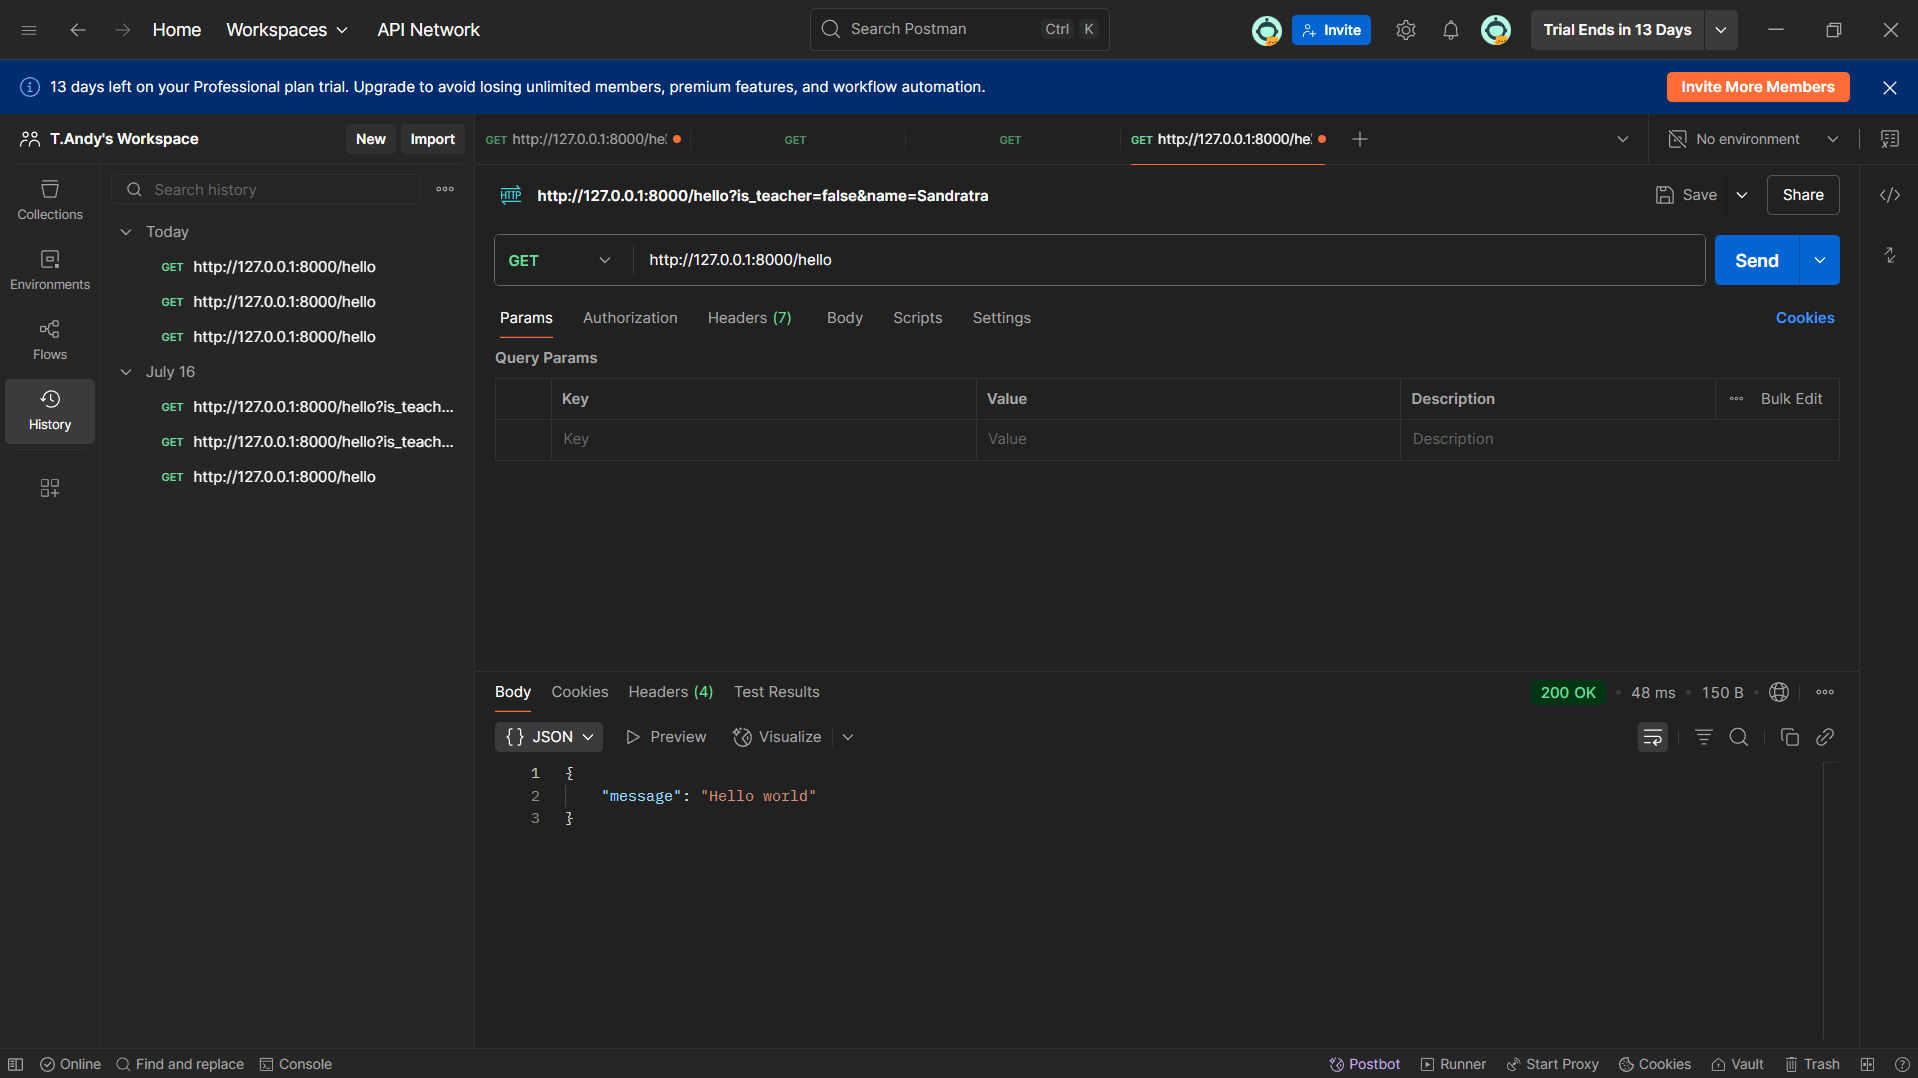 Home Workspaces API Network Search Postman Ctrl K Invite Trial Ends in 13 Days
13 days left on your Professional plan trial. Upgrade to avoid losing unlimited members, premium features, and workflow automation. Invite More Members
T.Andy's Workspace New Import
GET http://127.0.0.1:8000/hel GET GET GET http://127.0.0.1:8000/he. No environment
Search history
Collections
Environments
Flows
History
Today
GET http://127.0.0.1:8000/hello
GET http://127.0.0.1:8000/hello
GET http://127.0.0.1:8000/hello
July 16
GET http://127.0.0.1:8000/hello?is_teach...
GET http://127.0.0.1:8000/hello?is_teach...
GET http://127.0.0.1:8000/hello
HTTP http://127.0.0.1:8000/hello?is_teacher=false&name=Sandratra Save Share
GET http://127.0.0.1:8000/hello Send
Params Authorization Headers (7) Body Scripts Settings Cookies
Query Params
Key Value Description Bulk Edit
Key Value Description
Body Cookies Headers (4) Test Results 200 OK 48 ms 150 B
{} JSON Preview Visualize
1 {
2 "message": "Hello world"
3 }
Online Find and replace Console Postbot Runner Start Proxy Cookies Vault Trash